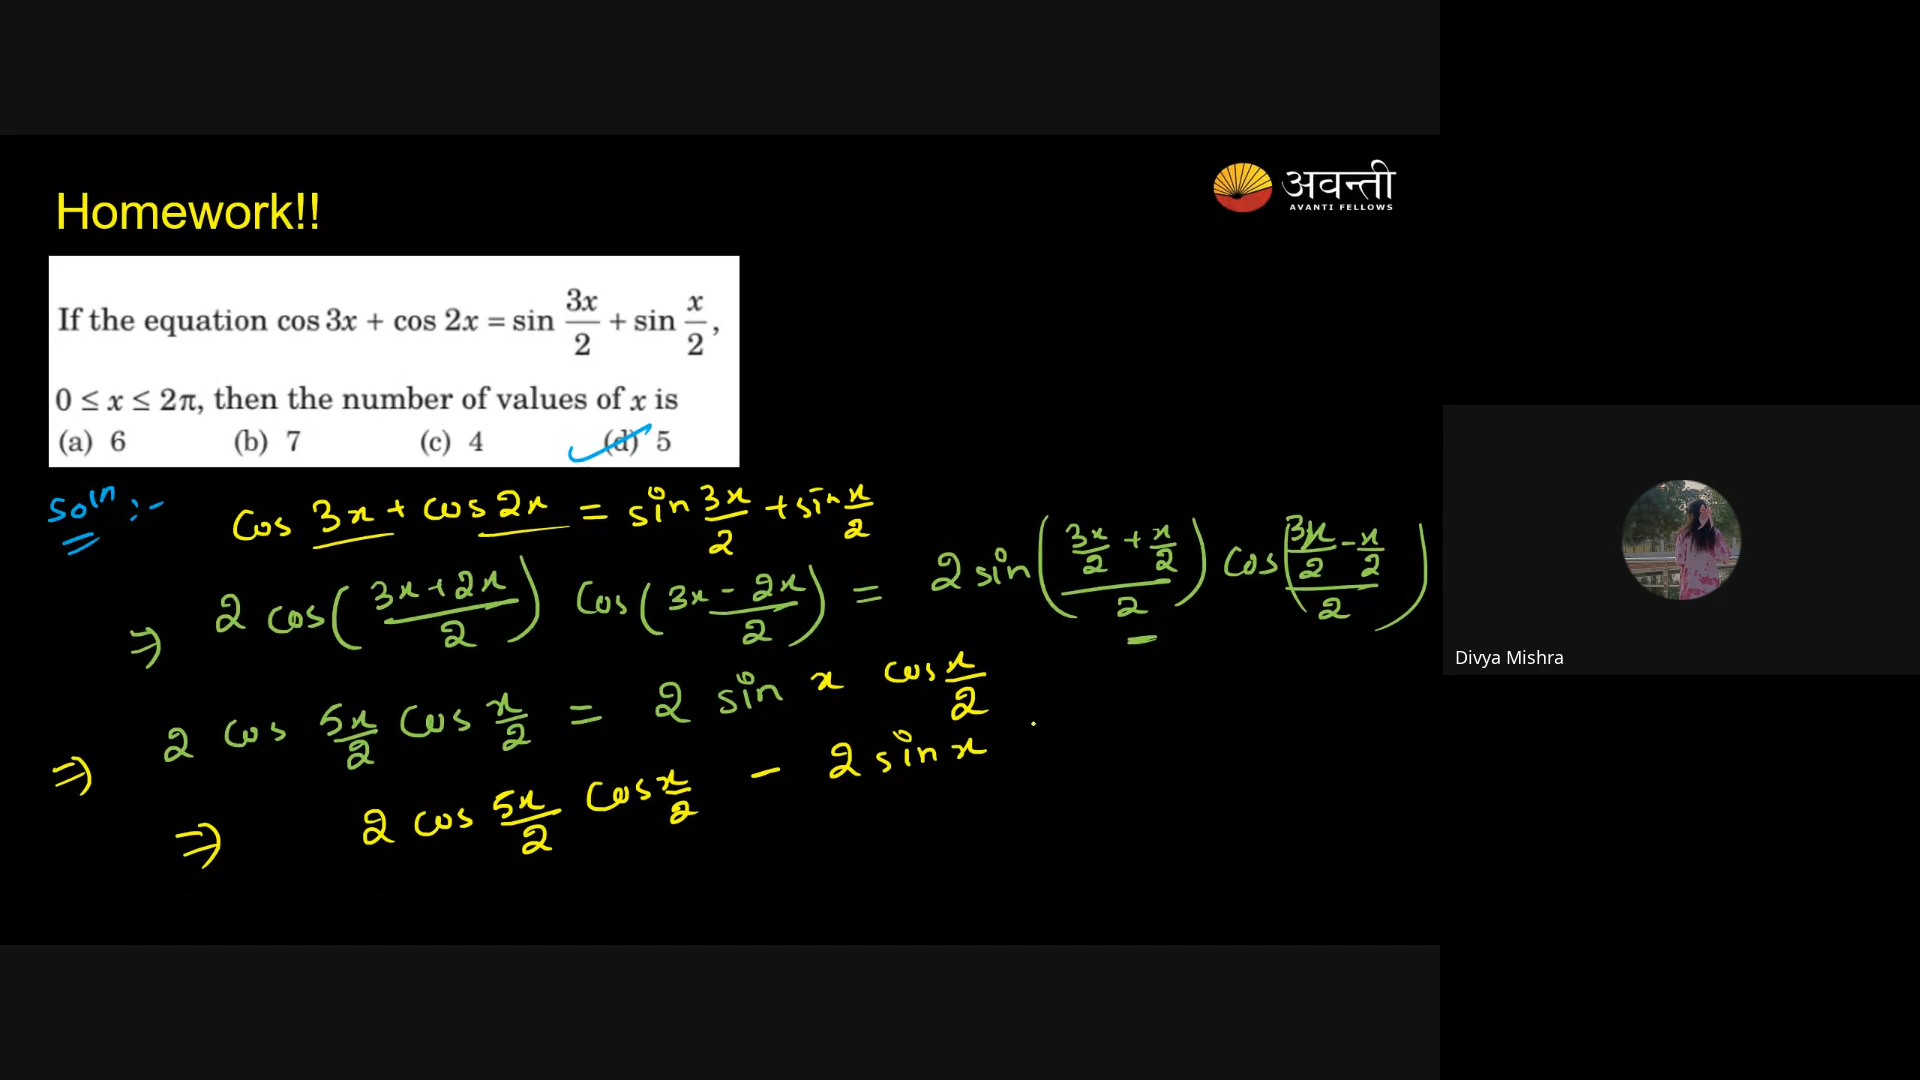 Homework!!
अवन्ती
AVANTI FELLOWS
If the equation cos 3x + cos 2x = sin 3x/2 + sin x/2,
0 ≤ x ≤ 2π, then the number of values of x is
(a) 6 (b) 7 (c) 4 (d) 5
Soln :-
cos 3x + cos 2x = sin 3x/2 + sin x/2
⇒ 2 cos((3x+2x)/2) cos((3x-2x)/2) = 2 sin((3x/2 + x/2)/2) cos((3x/2 - x/2)/2)
⇒ 2 cos 5x/2 cos x/2 = 2 sin x cos x/2
⇒ 2 cos 5x/2 cos x/2 - 2 sin x
Divya Mishra